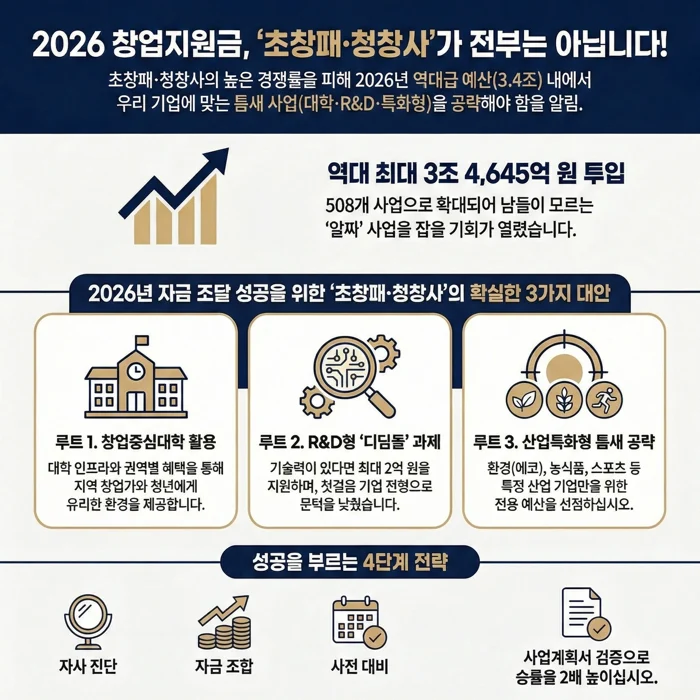 2026 창업지원금, ‘초창패·청창사’가 전부는 아닙니다!
초창패·청창사의 높은 경쟁률을 피해 2026년 역대급 예산(3.4조) 내에서
우리 기업에 맞는 틈새 사업(대학·R&D·특화형)을 공략해야 함을 알림.
역대 최대 3조 4,645억 원 투입
508개 사업으로 확대되어 남들이 모르는
‘알짜’ 사업을 잡을 기회가 열렸습니다.
2026년 자금 조달 성공을 위한 ‘초창패·청창사’의 확실한 3가지 대안
루트 1. 창업중심대학 활용
대학 인프라와 권역별 혜택을 통해
지역 창업가와 청년에게
유리한 환경을 제공합니다.
루트 2. R&D형 ‘디딤돌’ 과제
기술력이 있다면 최대 2억 원을
지원하며, 첫걸음 기업 전형으로
문턱을 낮췄습니다.
루트 3. 산업특화형 틈새 공략
환경(에코), 농식품, 스포츠 등
특정 산업 기업만을 위한
전용 예산을 선점하십시오.
성공을 부르는 4단계 전략
자사 진단
자금 조합
사전 대비
사업계획서 검증으로
승률을 2배 높이십시오.